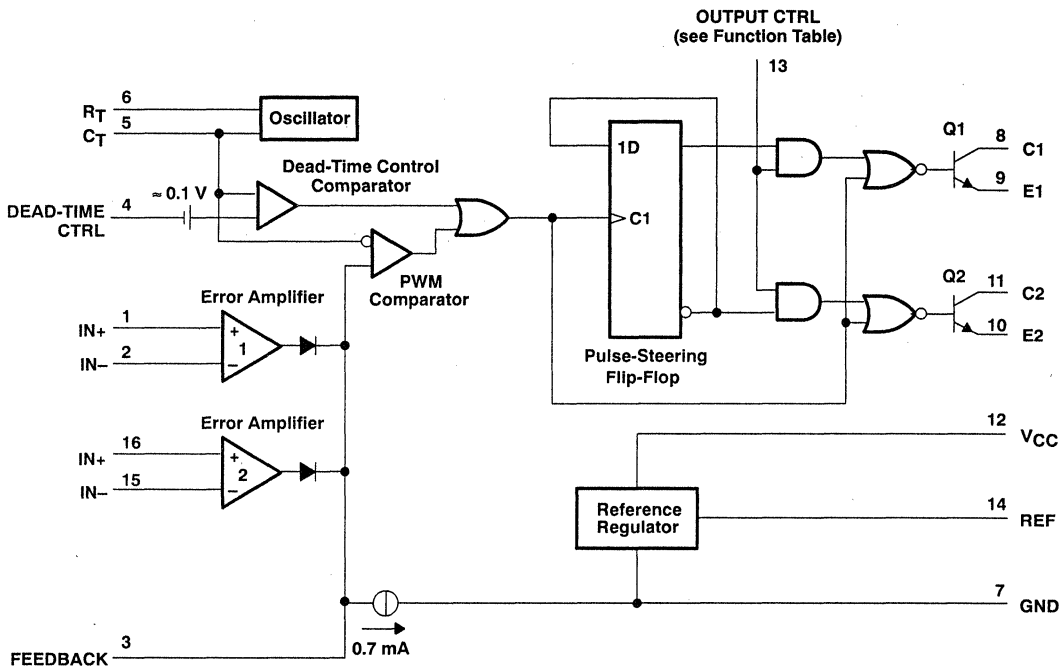 OUTPUT CTRL
(see Function Table)
13
6
RT
Oscillator
5
CT
Dead-Time Control
Comparator
≈ 0.1 V
4
DEAD-TIME
CTRL
PWM
Comparator
1D
C1
Pulse-Steering
Flip-Flop
Q1
8
C1
9
E1
Q2
11
C2
10
E2
Error Amplifier
1
IN+
+
1
2
IN–
–
Error Amplifier
16
IN+
+
2
15
IN–
–
12
VCC
Reference
Regulator
14
REF
7
GND
0.7 mA
3
FEEDBACK